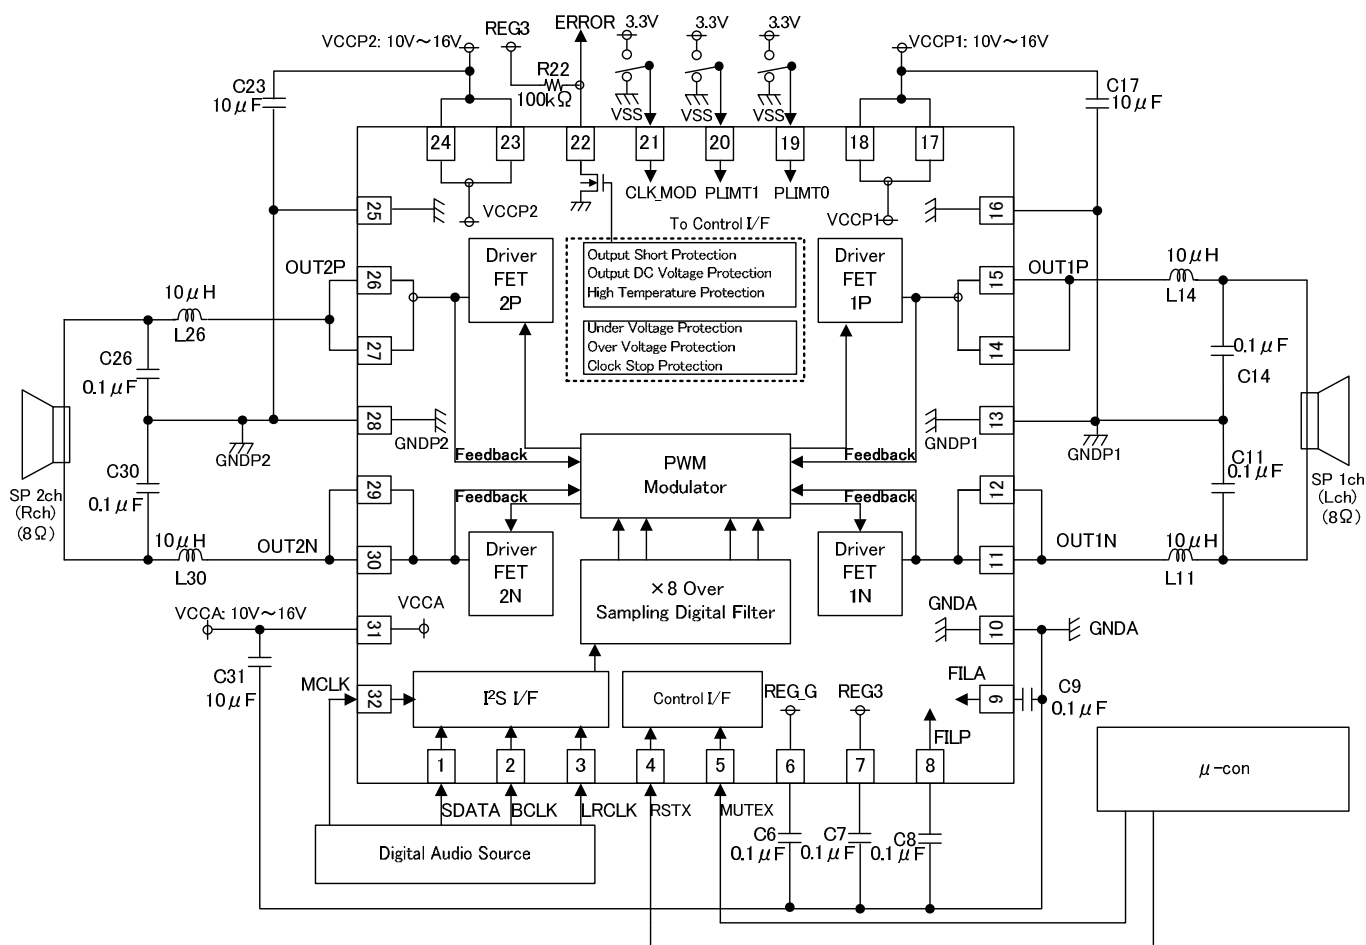 VCCP2: 10V～16V
REG3
ERROR
3.3V
3.3V
3.3V
VCCP1: 10V～16V
R22
100kΩ
C23
10μF
C17
10μF
VSS
VSS
VSS
24
23
22
21
20
19
18
17
CLK_MOD
PLIMT1
PLIMT0
25
VCCP2
VCCP1
16
To Control I/F
OUT2P
26
Driver
FET
2P
Output Short Protection
Output DC Voltage Protection
High Temperature Protection
Driver
FET
1P
15
OUT1P
10μH
L14
10μH
L26
Under Voltage Protection
Over Voltage Protection
Clock Stop Protection
27
14
C26
0.1μF
0.1μF
C14
28
GNDP2
GNDP2
13
GNDP1
GNDP1
Feedback
PWM
Modulator
Feedback
SP 2ch
(Rch)
(8Ω)
C30
0.1μF
C11
0.1μF
SP 1ch
(Lch)
(8Ω)
29
Feedback
Feedback
12
10μH
L30
OUT2N
30
Driver
FET
2N
×8 Over
Sampling Digital Filter
Driver
FET
1N
11
OUT1N
10μH
L11
VCCA: 10V～16V
31
VCCA
GNDA
10
GNDA
C31
10μF
MCLK
32
I²S I/F
Control I/F
REG_G
REG3
FILA
9
C9
0.1μF
FILP
1
2
3
4
5
6
7
8
μ-con
SDATA
BCLK
LRCLK
RSTX
MUTEX
C6
0.1μF
C7
0.1μF
C8
0.1μF
Digital Audio Source